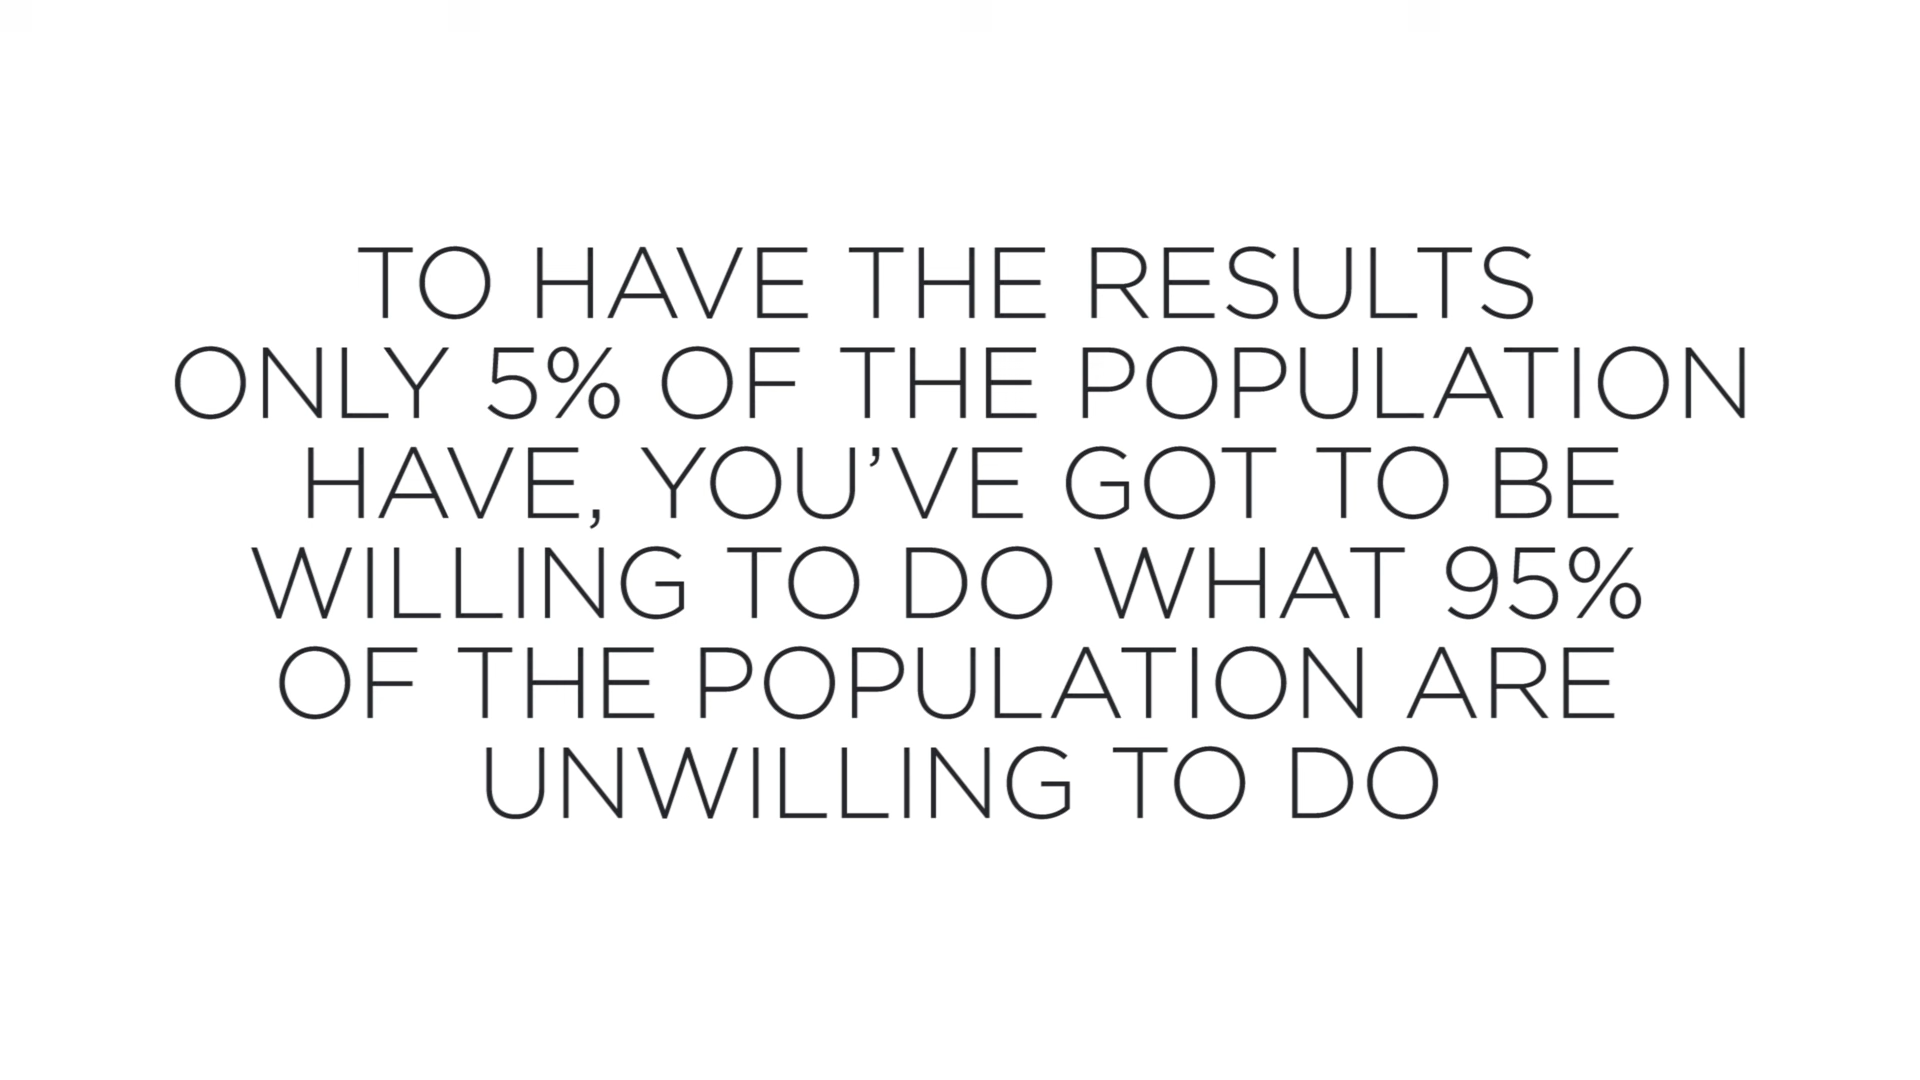 TO HAVE THE RESULTS
ONLY 5% OF THE POPULATION
HAVE, YOU’VE GOT TO BE
WILLING TO DO WHAT 95%
OF THE POPULATION ARE
UNWILLING TO DO